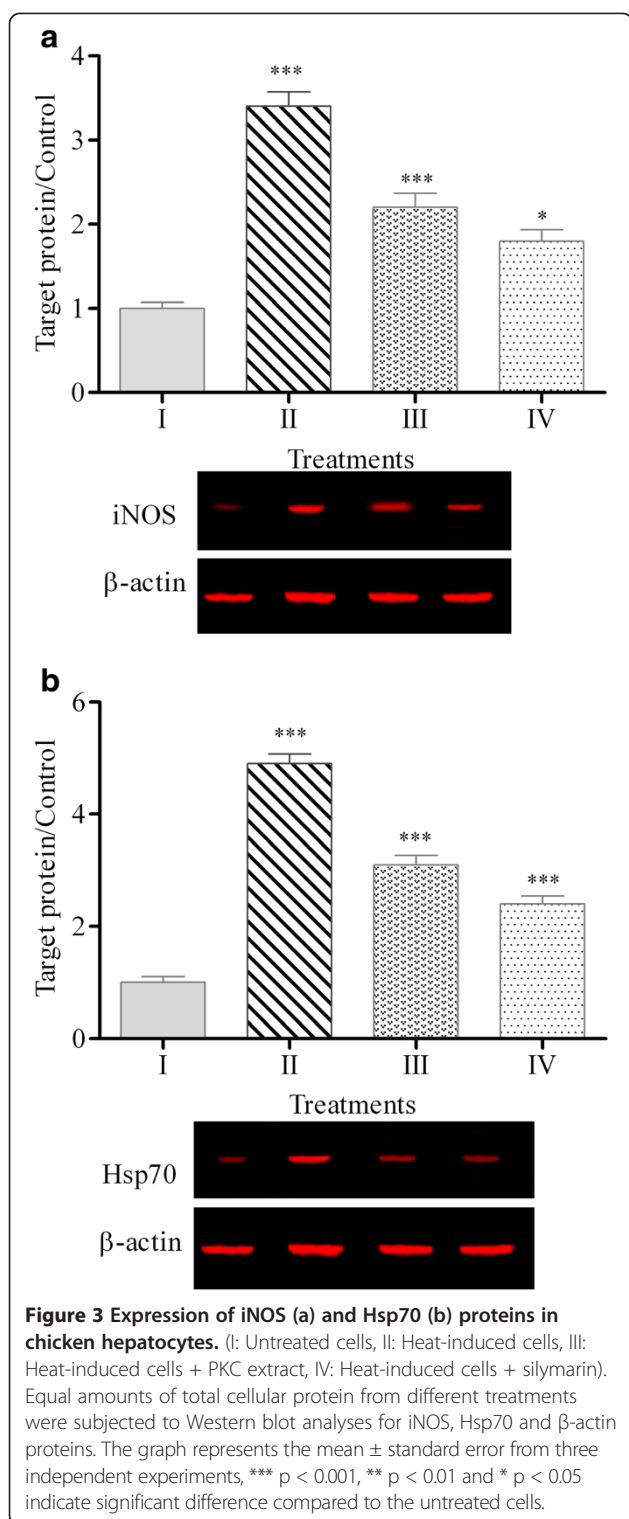 a
4
3
2
1
0
Target protein/Control
***
***
*
I II III IV
Treatments
iNOS
β-actin
b
6
4
2
0
Target protein/Control
***
***
***
I II III IV
Treatments
Hsp70
β-actin
Figure 3 Expression of iNOS (a) and Hsp70 (b) proteins in
chicken hepatocytes. (I: Untreated cells, II: Heat-induced cells, III:
Heat-induced cells + PKC extract, IV: Heat-induced cells + silymarin).
Equal amounts of total cellular protein from different treatments
were subjected to Western blot analyses for iNOS, Hsp70 and β-actin
proteins. The graph represents the mean ± standard error from three
independent experiments, *** p < 0.001, ** p < 0.01 and * p < 0.05
indicate significant difference compared to the untreated cells.